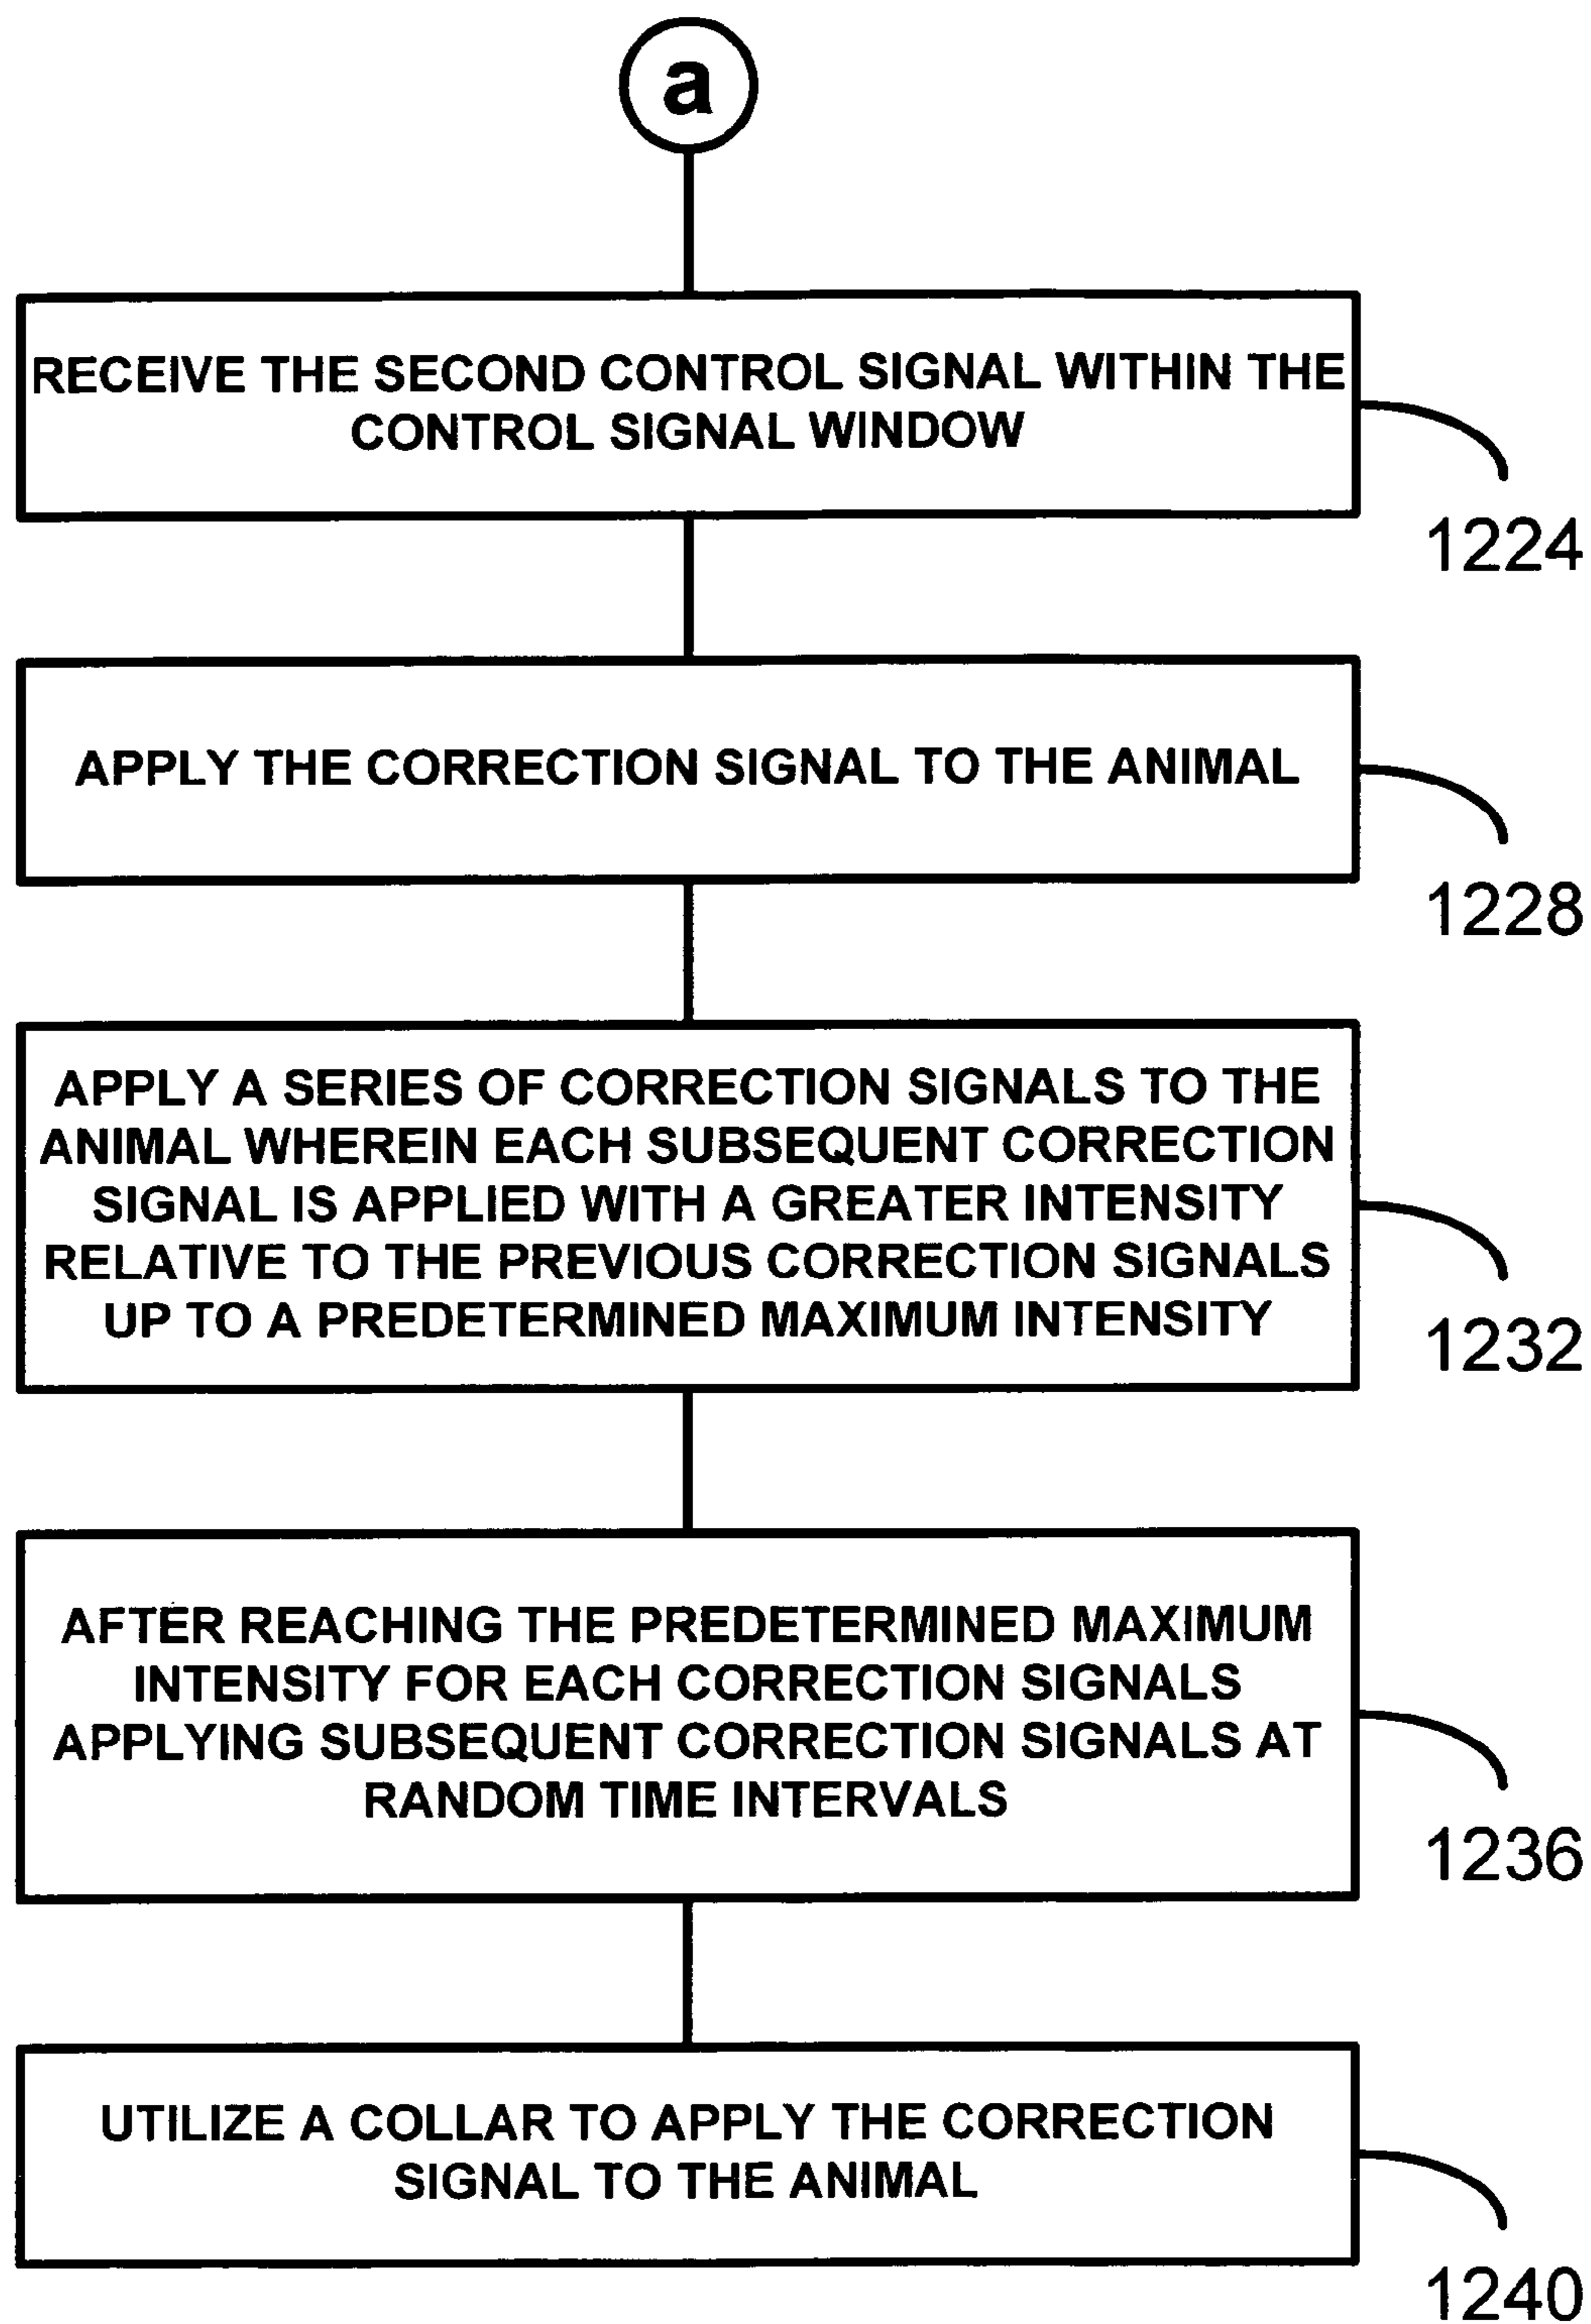 a
RECEIVE THE SECOND CONTROL SIGNAL WITHIN THE
CONTROL SIGNAL WINDOW
1224
APPLY THE CORRECTION SIGNAL TO THE ANIMAL
1228
APPLY A SERIES OF CORRECTION SIGNALS TO THE
ANIMAL WHEREIN EACH SUBSEQUENT CORRECTION
SIGNAL IS APPLIED WITH A GREATER INTENSITY
RELATIVE TO THE PREVIOUS CORRECTION SIGNALS
UP TO A PREDETERMINED MAXIMUM INTENSITY
1232
AFTER REACHING THE PREDETERMINED MAXIMUM
INTENSITY FOR EACH CORRECTION SIGNALS
APPLYING SUBSEQUENT CORRECTION SIGNALS AT
RANDOM TIME INTERVALS
1236
UTILIZE A COLLAR TO APPLY THE CORRECTION
SIGNAL TO THE ANIMAL
1240